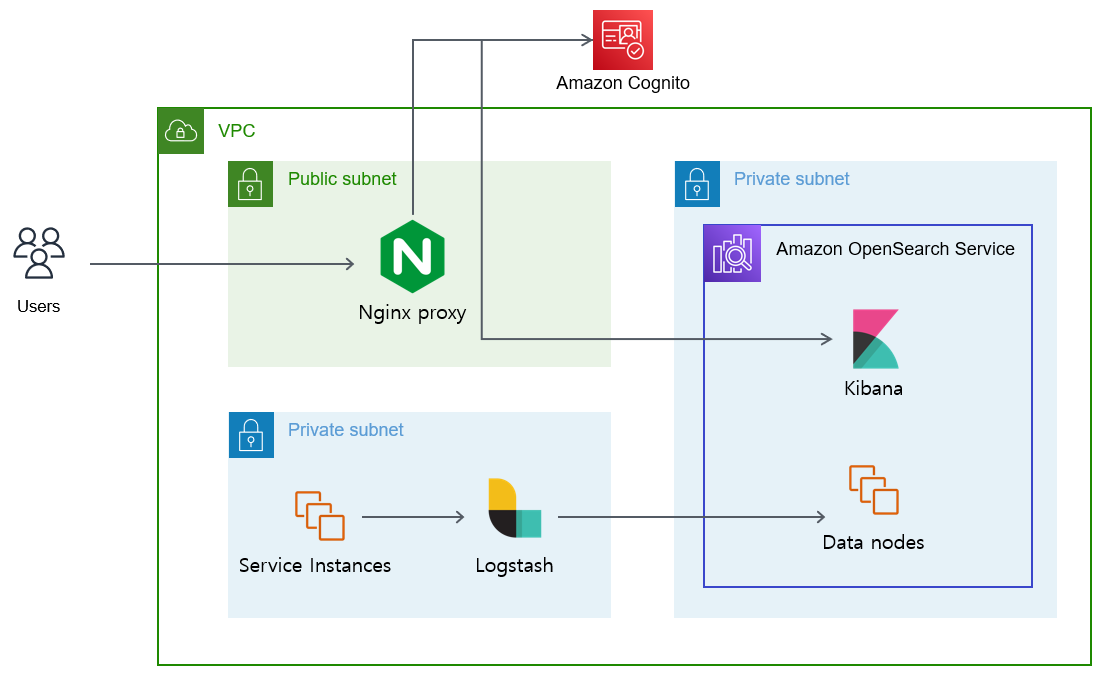 Amazon Cognito
VPC
Public subnet
Private subnet
Amazon OpenSearch Service
Users
Nginx proxy
Kibana
Private subnet
Service Instances
Logstash
Data nodes